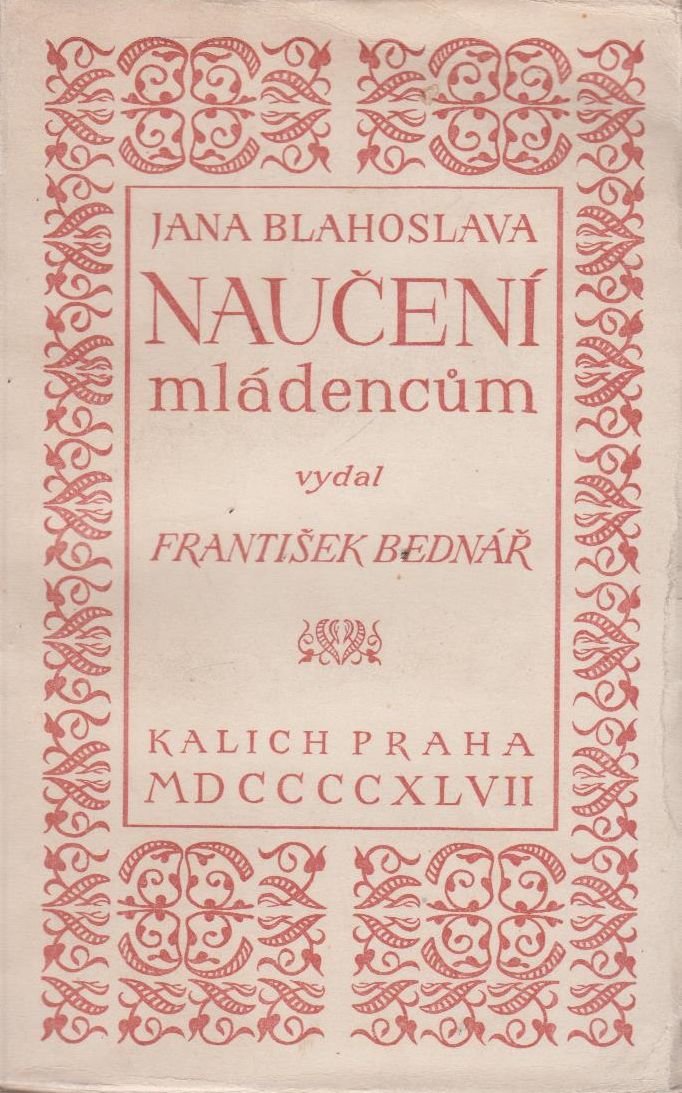 JANA BLAHOSLAVA
NAUČENÍ
mládencům
vydal
FRANTIŠEK BEDNÁŘ
KALICH PRAHA
MDCCCCXLVII